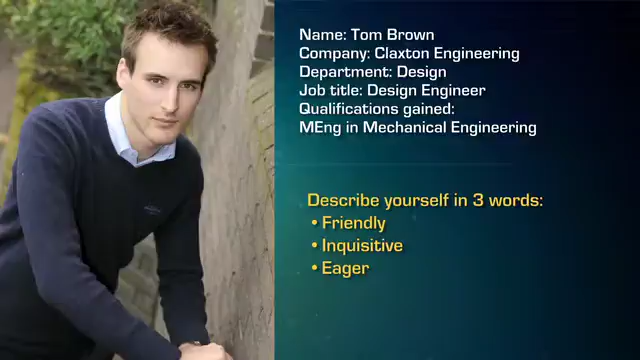 Name: Tom Brown
Company: Claxton Engineering
Department: Design
Job title: Design Engineer
Qualifications gained:
MEng in Mechanical Engineering
Describe yourself in 3 words:
• Friendly
• Inquisitive
• Eager